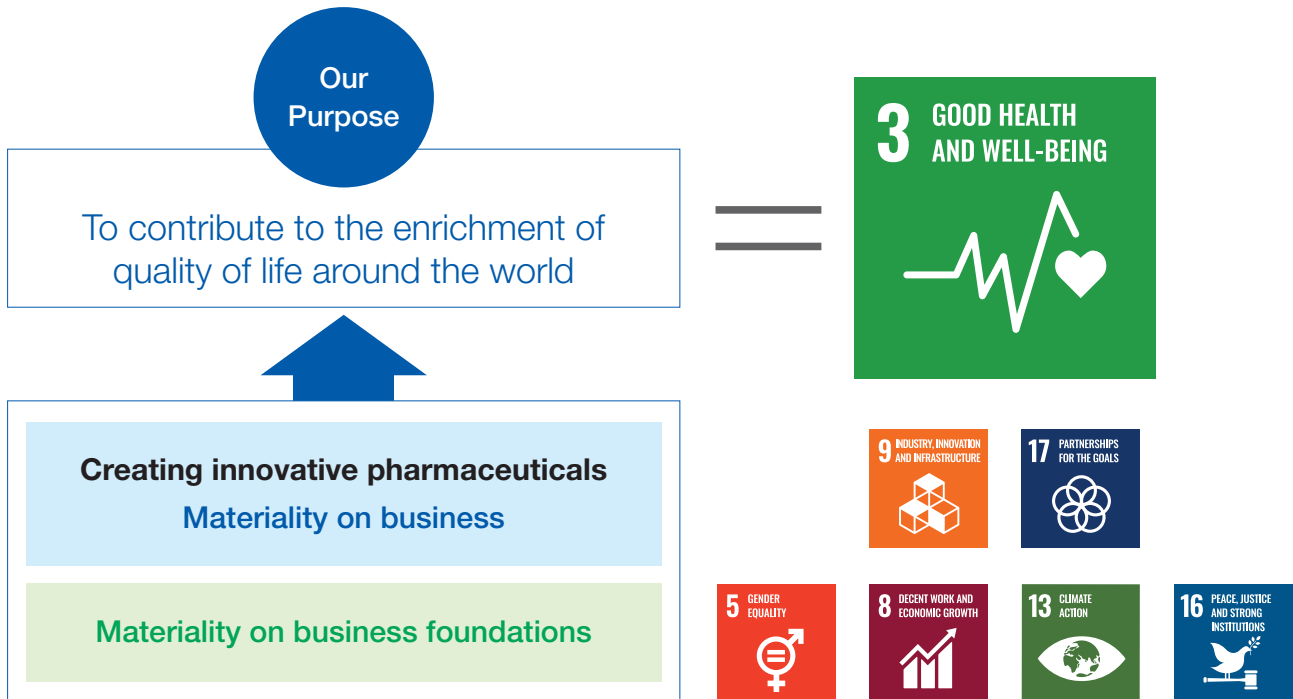 Our
Purpose
To contribute to the enrichment of
quality of life around the world
3 GOOD HEALTH
AND WELL-BEING
Creating innovative pharmaceuticals
Materiality on business
9 INDUSTRY, INNOVATION
AND INFRASTRUCTURE
17 PARTNERSHIPS
FOR THE GOALS
Materiality on business foundations
5 GENDER
EQUALITY
8 DECENT WORK AND
ECONOMIC GROWTH
13 CLIMATE
ACTION
16 PEACE, JUSTICE
AND STRONG
INSTITUTIONS